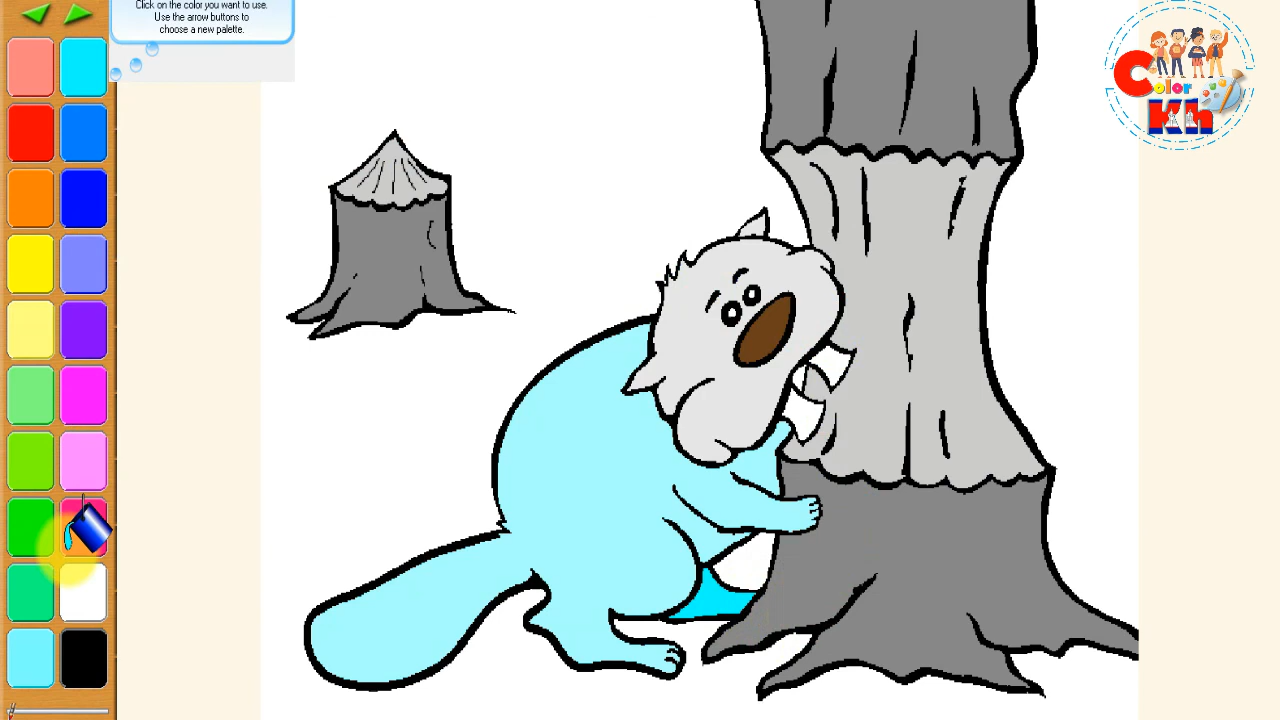 Click on the color you want to use.
Use the arrow buttons to
choose a new palette.
Color
Kh